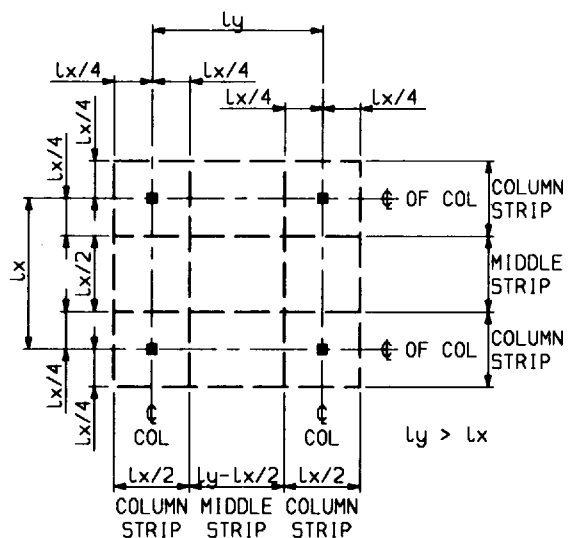 ly
lx/4
lx/4
lx/4
lx/4
lx/4
lx/4
COLUMN
STRIP
℄ OF COL
lx
lx/2
MIDDLE
STRIP
℄ OF COL
COLUMN
STRIP
lx/4
lx/4
℄
COL
℄
COL
ly > lx
lx/2
ly-lx/2
lx/2
COLUMN
STRIP
MIDDLE
STRIP
COLUMN
STRIP